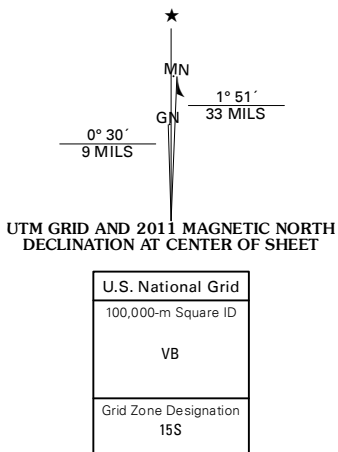 ★
MN
GN
1° 51´
33 MILS
0° 30´
9 MILS
UTM GRID AND 2011 MAGNETIC NORTH
DECLINATION AT CENTER OF SHEET
U.S. National Grid
100,000-m Square ID
VB
Grid Zone Designation
15S